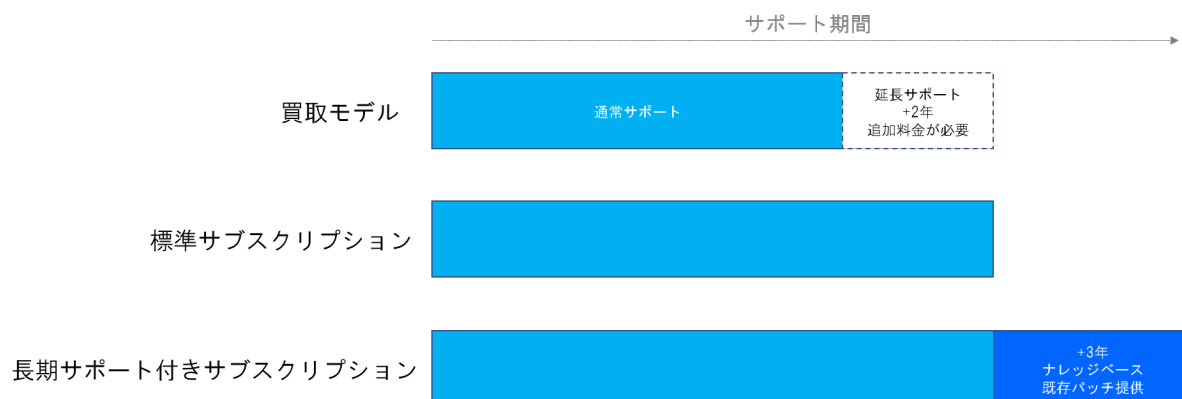 サポート期間
買取モデル
通常サポート
延長サポート
+2年
追加料金が必要
標準サブスクリプション
長期サポート付きサブスクリプション
+3年
ナレッジベース
既存パッチ提供